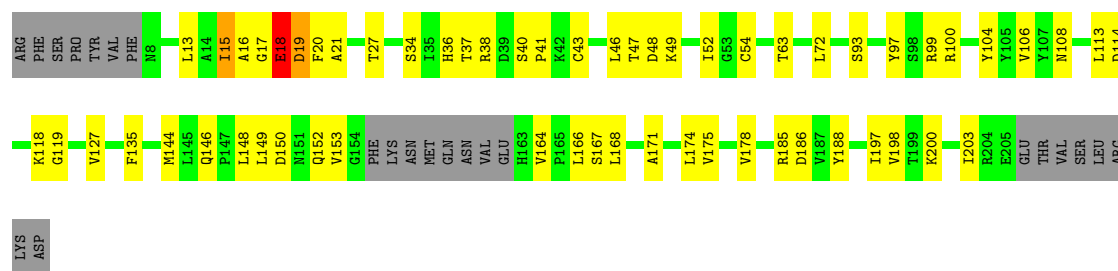 ARG PHE SER PRO TYR VAL PHE N8 L13 A14 I15 A16 G17 E18 D19 F20 A21 T27 S34 I35 H36 T37 R38 D39 S40 P41 K42 C43 L46 T47 D48 K49 I52 G53 C54 T63 L72 S93 Y97 S98 R99 R100 Y104 Y105 V106 Y107 N108 L113 D114
K118 G119 V127 F135 M144 L145 Q146 P147 L148 L149 D150 N151 Q152 V153 G154 PHE LYS ASN MET GLN ASN VAL GLU H163 V164 P165 L166 S167 L168 A171 L174 V175 V178 R185 D186 V187 Y188 I197 V198 T199 K200 I203 R204 E205 GLU THR VAL SER LEU ARG
LYS ASP